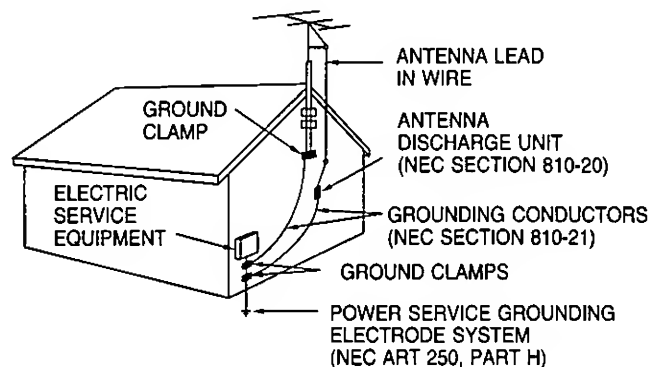 ANTENNA LEAD
IN WIRE
GROUND
CLAMP
ANTENNA
DISCHARGE UNIT
(NEC SECTION 810-20)
ELECTRIC
SERVICE
EQUIPMENT
GROUNDING CONDUCTORS
(NEC SECTION 810-21)
GROUND CLAMPS
POWER SERVICE GROUNDING
ELECTRODE SYSTEM
(NEC ART 250, PART H)